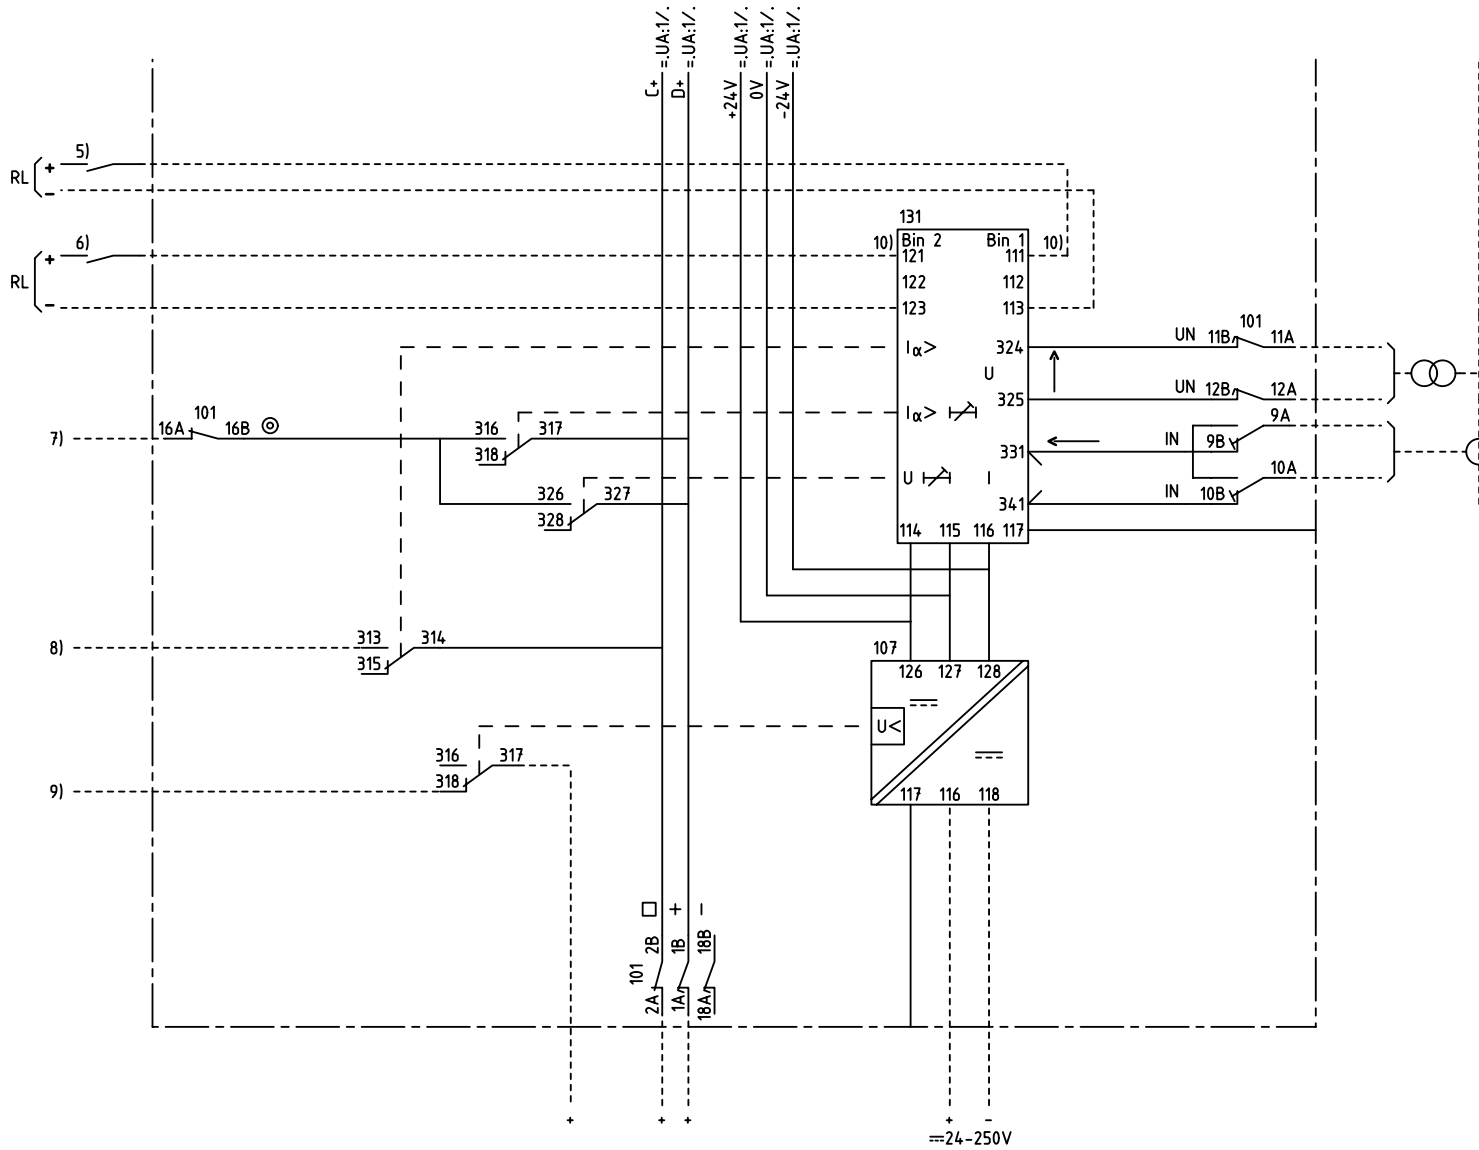 =.UA:1/. =.UA:1/. =.UA:1/. =.UA:1/. =.UA:1/.
C+ D+ +24V 0V -24V
5)
RL + -
131
6)
10) Bin 2 Bin 1 10)
RL + -
121 111
122 112
123 113
Iα> 324 UN 11B 101 11A
U
325 UN 12B 12A
Iα>
9A
7) 16A 101 16B 316 317
318
331 IN 9B
U I
10A
326 327
328
341 IN 10B
114 115 116 117
8) 313 314
315
107
126 127 128
U<
316 317
318
9)
117 116 118
+ -
2B 1B 18B
101
2A 1A 18A
+ + + + -
=24-250V